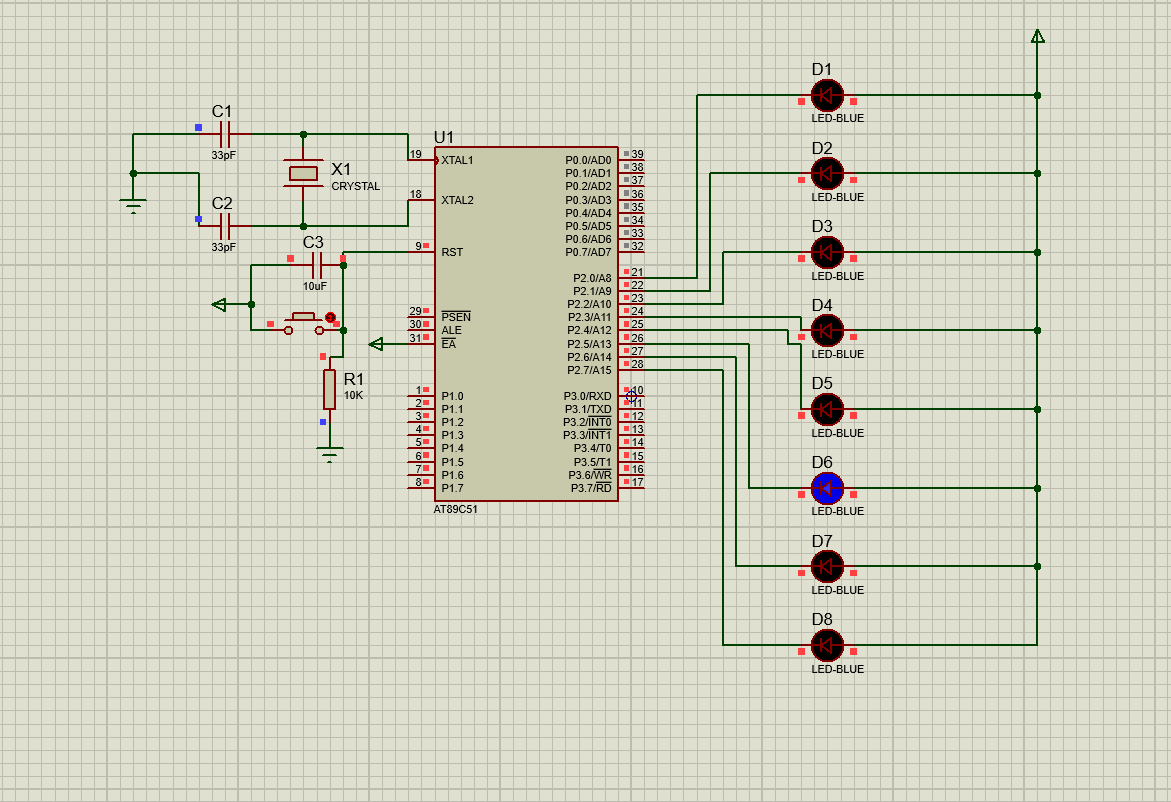 C1
33pF
C2
33pF
X1
CRYSTAL
C3
10uF
R1
10K
U1
19 XTAL1
18 XTAL2
9 RST
29 PSEN
30 ALE
31 EA
1 P1.0
2 P1.1
3 P1.2
4 P1.3
5 P1.4
6 P1.5
7 P1.6
8 P1.7
P0.0/AD0 39
P0.1/AD1 38
P0.2/AD2 37
P0.3/AD3 36
P0.4/AD4 35
P0.5/AD5 34
P0.6/AD6 33
P0.7/AD7 32
P2.0/A8 21
P2.1/A9 22
P2.2/A10 23
P2.3/A11 24
P2.4/A12 25
P2.5/A13 26
P2.6/A14 27
P2.7/A15 28
P3.0/RXD 10
P3.1/TXD 11
P3.2/INT0 12
P3.3/INT1 13
P3.4/T0 14
P3.5/T1 15
P3.6/WR 16
P3.7/RD 17
AT89C51
D1
LED-BLUE
D2
LED-BLUE
D3
LED-BLUE
D4
LED-BLUE
D5
LED-BLUE
D6
LED-BLUE
D7
LED-BLUE
D8
LED-BLUE